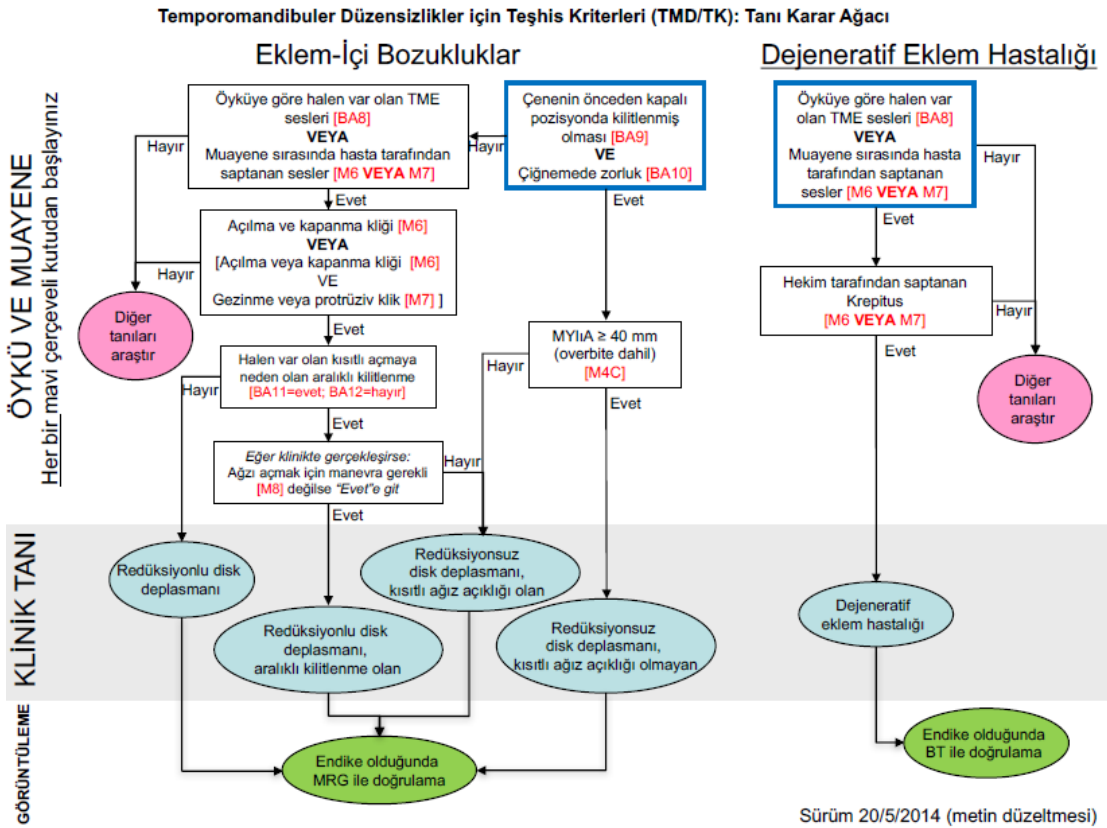 Temporomandibuler Düzensizlikler için Teşhis Kriterleri (TMD/TK): Tanı Karar Ağacı
Eklem-İçi Bozukluklar
Dejeneratif Eklem Hastalığı
ÖYKÜ VE MUAYENE
Her bir mavi çerçeveli kutudan başlayınız
Öyküye göre halen var olan TME
sesleri [BA8]
VEYA
Muayene sırasında hasta tarafından
saptanan sesler [M6 VEYA M7]
Hayır
Hayır
Çenenin önceden kapalı
pozisyonda kilitlenmiş
olması [BA9]
VE
Çiğnemede zorluk [BA10]
Öyküye göre halen var
olan TME sesleri [BA8]
VEYA
Muayene sırasında hasta
tarafından saptanan
sesler [M6 VEYA M7]
Hayır
Evet
Evet
Evet
Açılma ve kapanma kliği [M6]
VEYA
[Açılma veya kapanma kliği [M6]
VE
Gezinme veya protrüziv klik [M7] ]
Hayır
Hekim tarafından saptanan
Krepitus
[M6 VEYA M7]
Hayır
Diğer
tanıları
araştır
Evet
Evet
Halen var olan kısıtlı açmaya
neden olan aralıklı kilitlenme
[BA11=evet; BA12=hayır]
Hayır
MYIıA ≥ 40 mm
(overbite dahil)
[M4C]
Hayır
Diğer
tanıları
araştır
Evet
Evet
Eğer klinikte gerçekleşirse:
Ağzı açmak için manevra gerekli
[M8] değilse "Evet"e git
Hayır
Evet
KLİNİK TANI
Redüksiyonlu disk
deplasmanı
Redüksiyonsuz
disk deplasmanı,
kısıtlı ağız açıklığı olan
Redüksiyonlu disk
deplasmanı,
aralıklı kilitlenme olan
Redüksiyonsuz
disk deplasmanı,
kısıtlı ağız açıklığı olmayan
Dejeneratif
eklem hastalığı
GÖRÜNTÜLEME
Endike olduğunda
MRG ile doğrulama
Endike olduğunda
BT ile doğrulama
Sürüm 20/5/2014 (metin düzeltmesi)